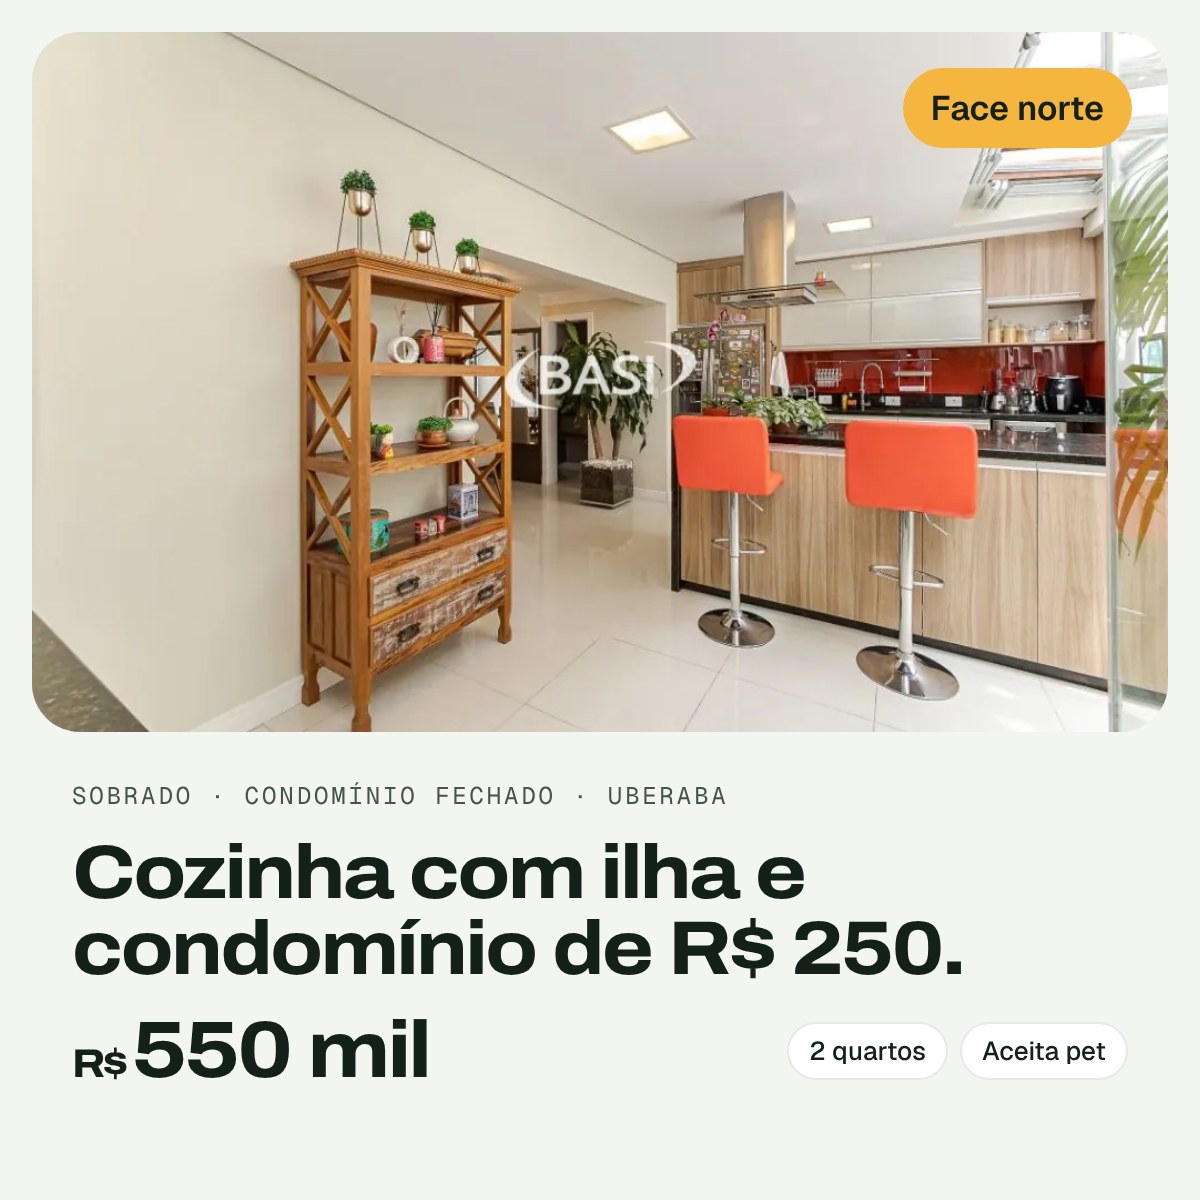 Face norte
BASI
SOBRADO · CONDOMÍNIO FECHADO · UBERABA
Cozinha com ilha e
condomínio de R$ 250.
R$ 550 mil
2 quartos
Aceita pet